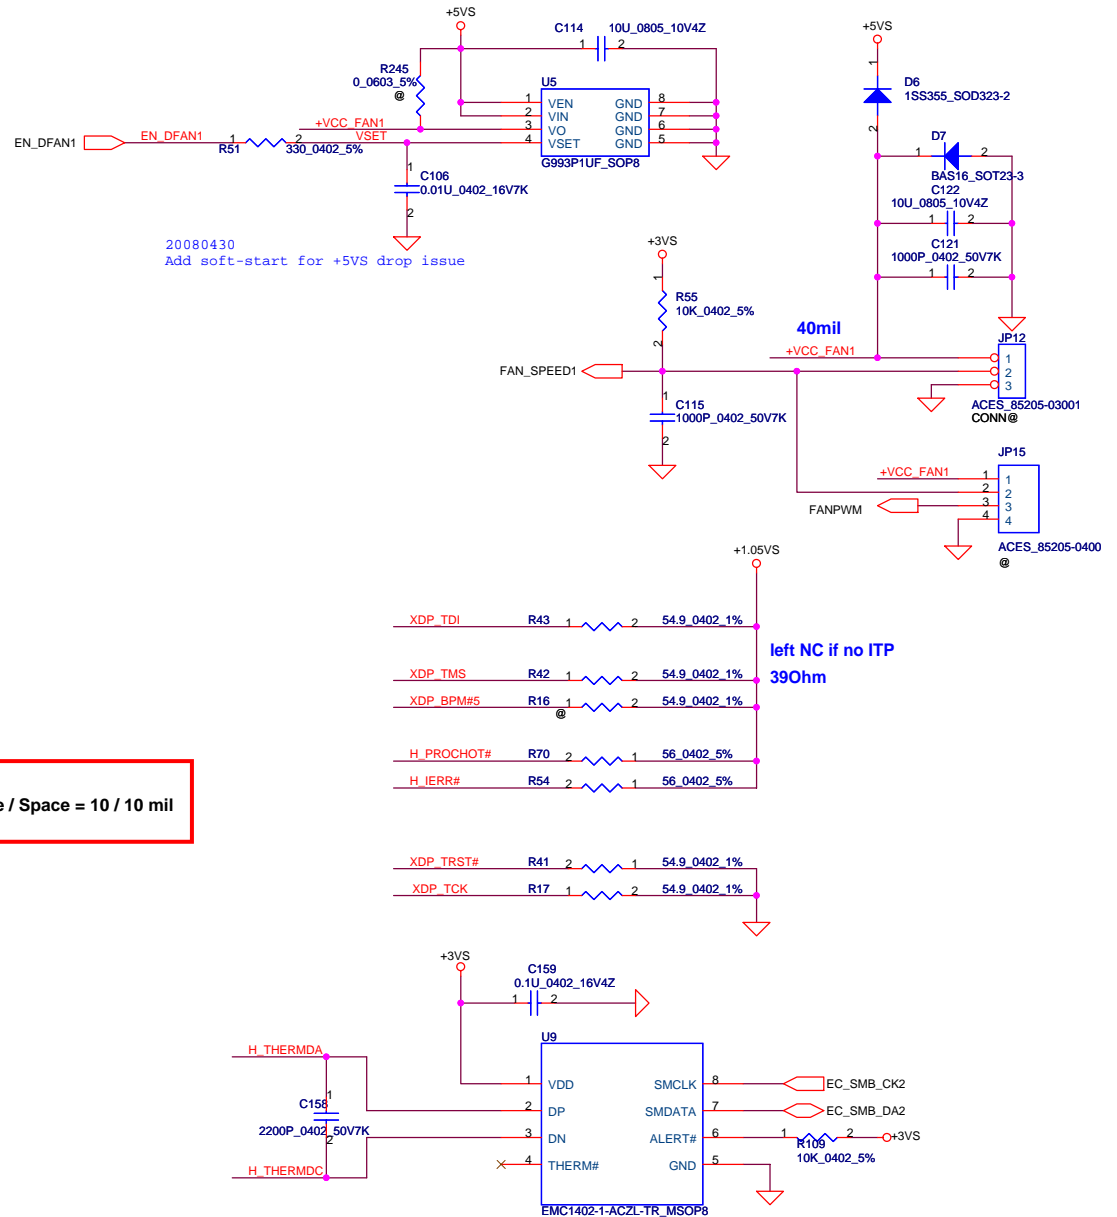 +5VS
C114
10U_0805_10V4Z
1
2
R245
0_0603_5%
@
U5
1
2
3
4
VEN
VIN
VO
VSET
GND
GND
GND
GND
8
7
6
5
G993P1UF_SOP8
+VCC_FAN1
VSET
EN_DFAN1
EN_DFAN1
1
2
R51
330_0402_5%
1
C106
0.01U_0402_16V7K
2
20080430
Add soft-start for +5VS drop issue
+5VS
1
D6
1SS355_SOD323-2
2
D7
1
2
BAS16_SOT23-3
C122
10U_0805_10V4Z
1
2
C121
1000P_0402_50V7K
1
2
+3VS
1
R55
10K_0402_5%
2
40mil
+VCC_FAN1
FAN_SPEED1
JP12
1
2
3
ACES_85205-03001
CONN@
1
C115
1000P_0402_50V7K
2
JP15
+VCC_FAN1
FANPWM
1
2
3
4
1
2
3
4
ACES_85205-0400
@
+1.05VS
XDP_TDI
R43
1
2
54.9_0402_1%
left NC if no ITP
XDP_TMS
R42
1
2
54.9_0402_1%
39Ohm
XDP_BPM#5
R16
@
1
2
54.9_0402_1%
H_PROCHOT#
R70
2
1
56_0402_5%
H_IERR#
R54
2
1
56_0402_5%
/ Space = 10 / 10 mil
XDP_TRST#
R41
2
1
54.9_0402_1%
XDP_TCK
R17
1
2
54.9_0402_1%
+3VS
C159
0.1U_0402_16V4Z
1
2
U9
H_THERMDA
1
C158
2200P_0402_50V7K
2
H_THERMDC
1
2
3
4
VDD
DP
DN
THERM#
SMCLK
SMDATA
ALERT#
GND
8
7
6
5
EC_SMB_CK2
EC_SMB_DA2
1
2
+3VS
R109
10K_0402_5%
EMC1402-1-ACZL-TR_MSOP8